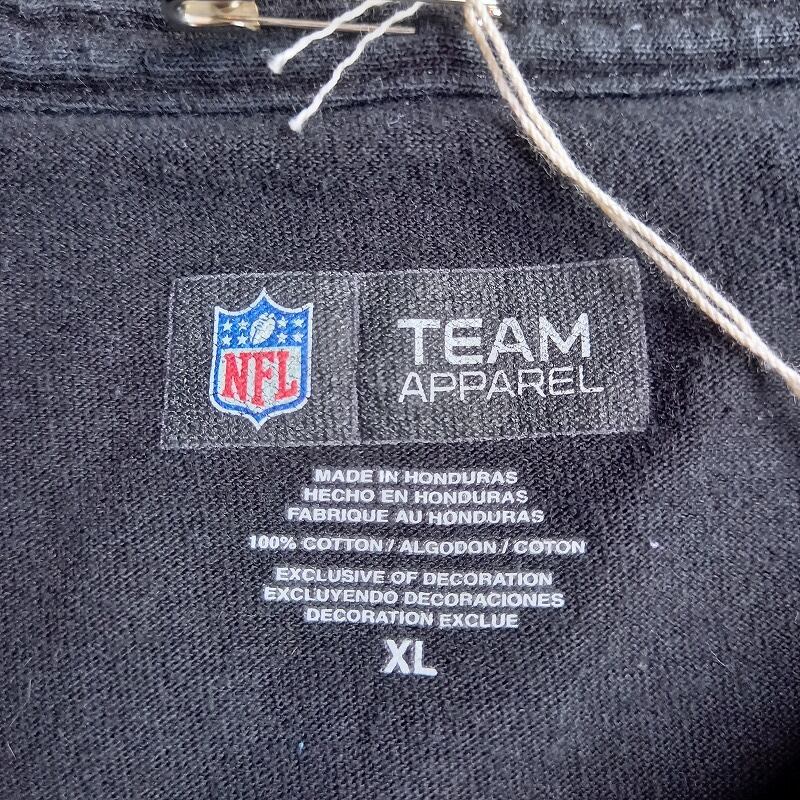 NFL
TEAM
APPAREL
MADE IN HONDURAS
HECHO EN HONDURAS
FABRIQUE AU HONDURAS
100% COTTON / ALGODON / COTON
EXCLUSIVE OF DECORATION
EXCLUYENDO DECORACIONES
DECORATION EXCLUE
XL